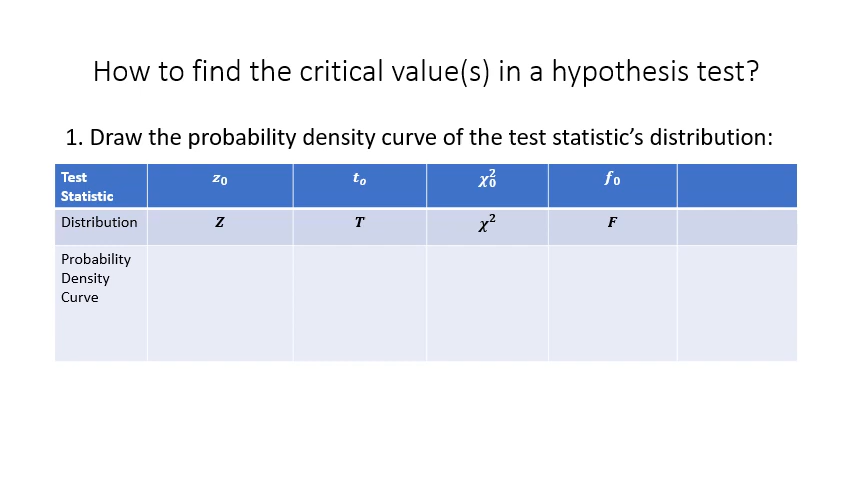 How to find the critical value(s) in a hypothesis test?
1. Draw the probability density curve of the test statistic's distribution:
Test Statistic z₀ tₒ χ₀² f₀
Distribution Z T χ² F
Probability
Density
Curve